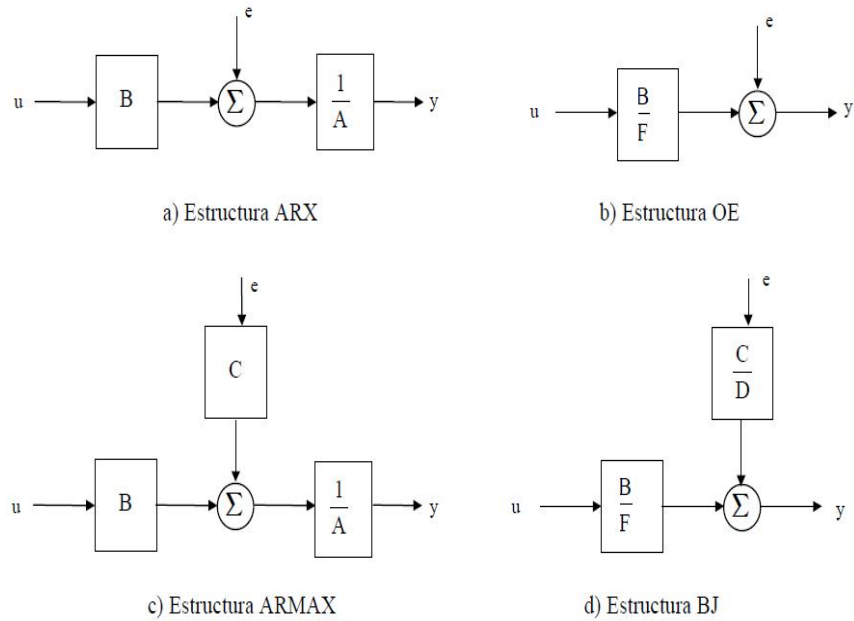 e
u B Σ 1 y
A
a) Estructura ARX
e
u B Σ y
F
b) Estructura OE
e
C
u B Σ 1 y
A
c) Estructura ARMAX
e
C
D
u B Σ y
F
d) Estructura BJ